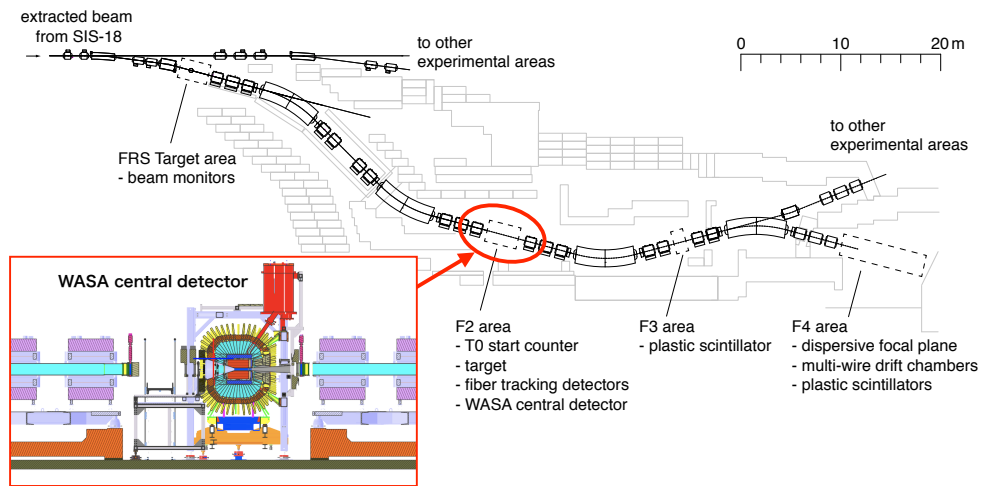 extracted beam
from SIS-18
to other
experimental areas
0
10
20 m
FRS Target area
- beam monitors
to other
experimental areas
WASA central detector
F2 area
- T0 start counter
- target
- fiber tracking detectors
- WASA central detector
F3 area
- plastic scintillator
F4 area
- dispersive focal plane
- multi-wire drift chambers
- plastic scintillators